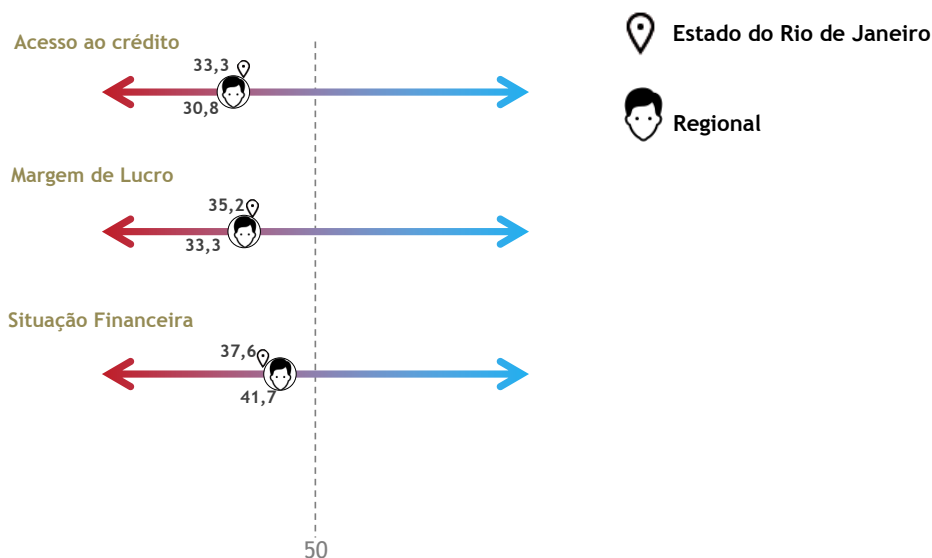 Acesso ao crédito
33,3
30,8
Margem de Lucro
35,2
33,3
Situação Financeira
37,6
41,7
50
Estado do Rio de Janeiro
Regional